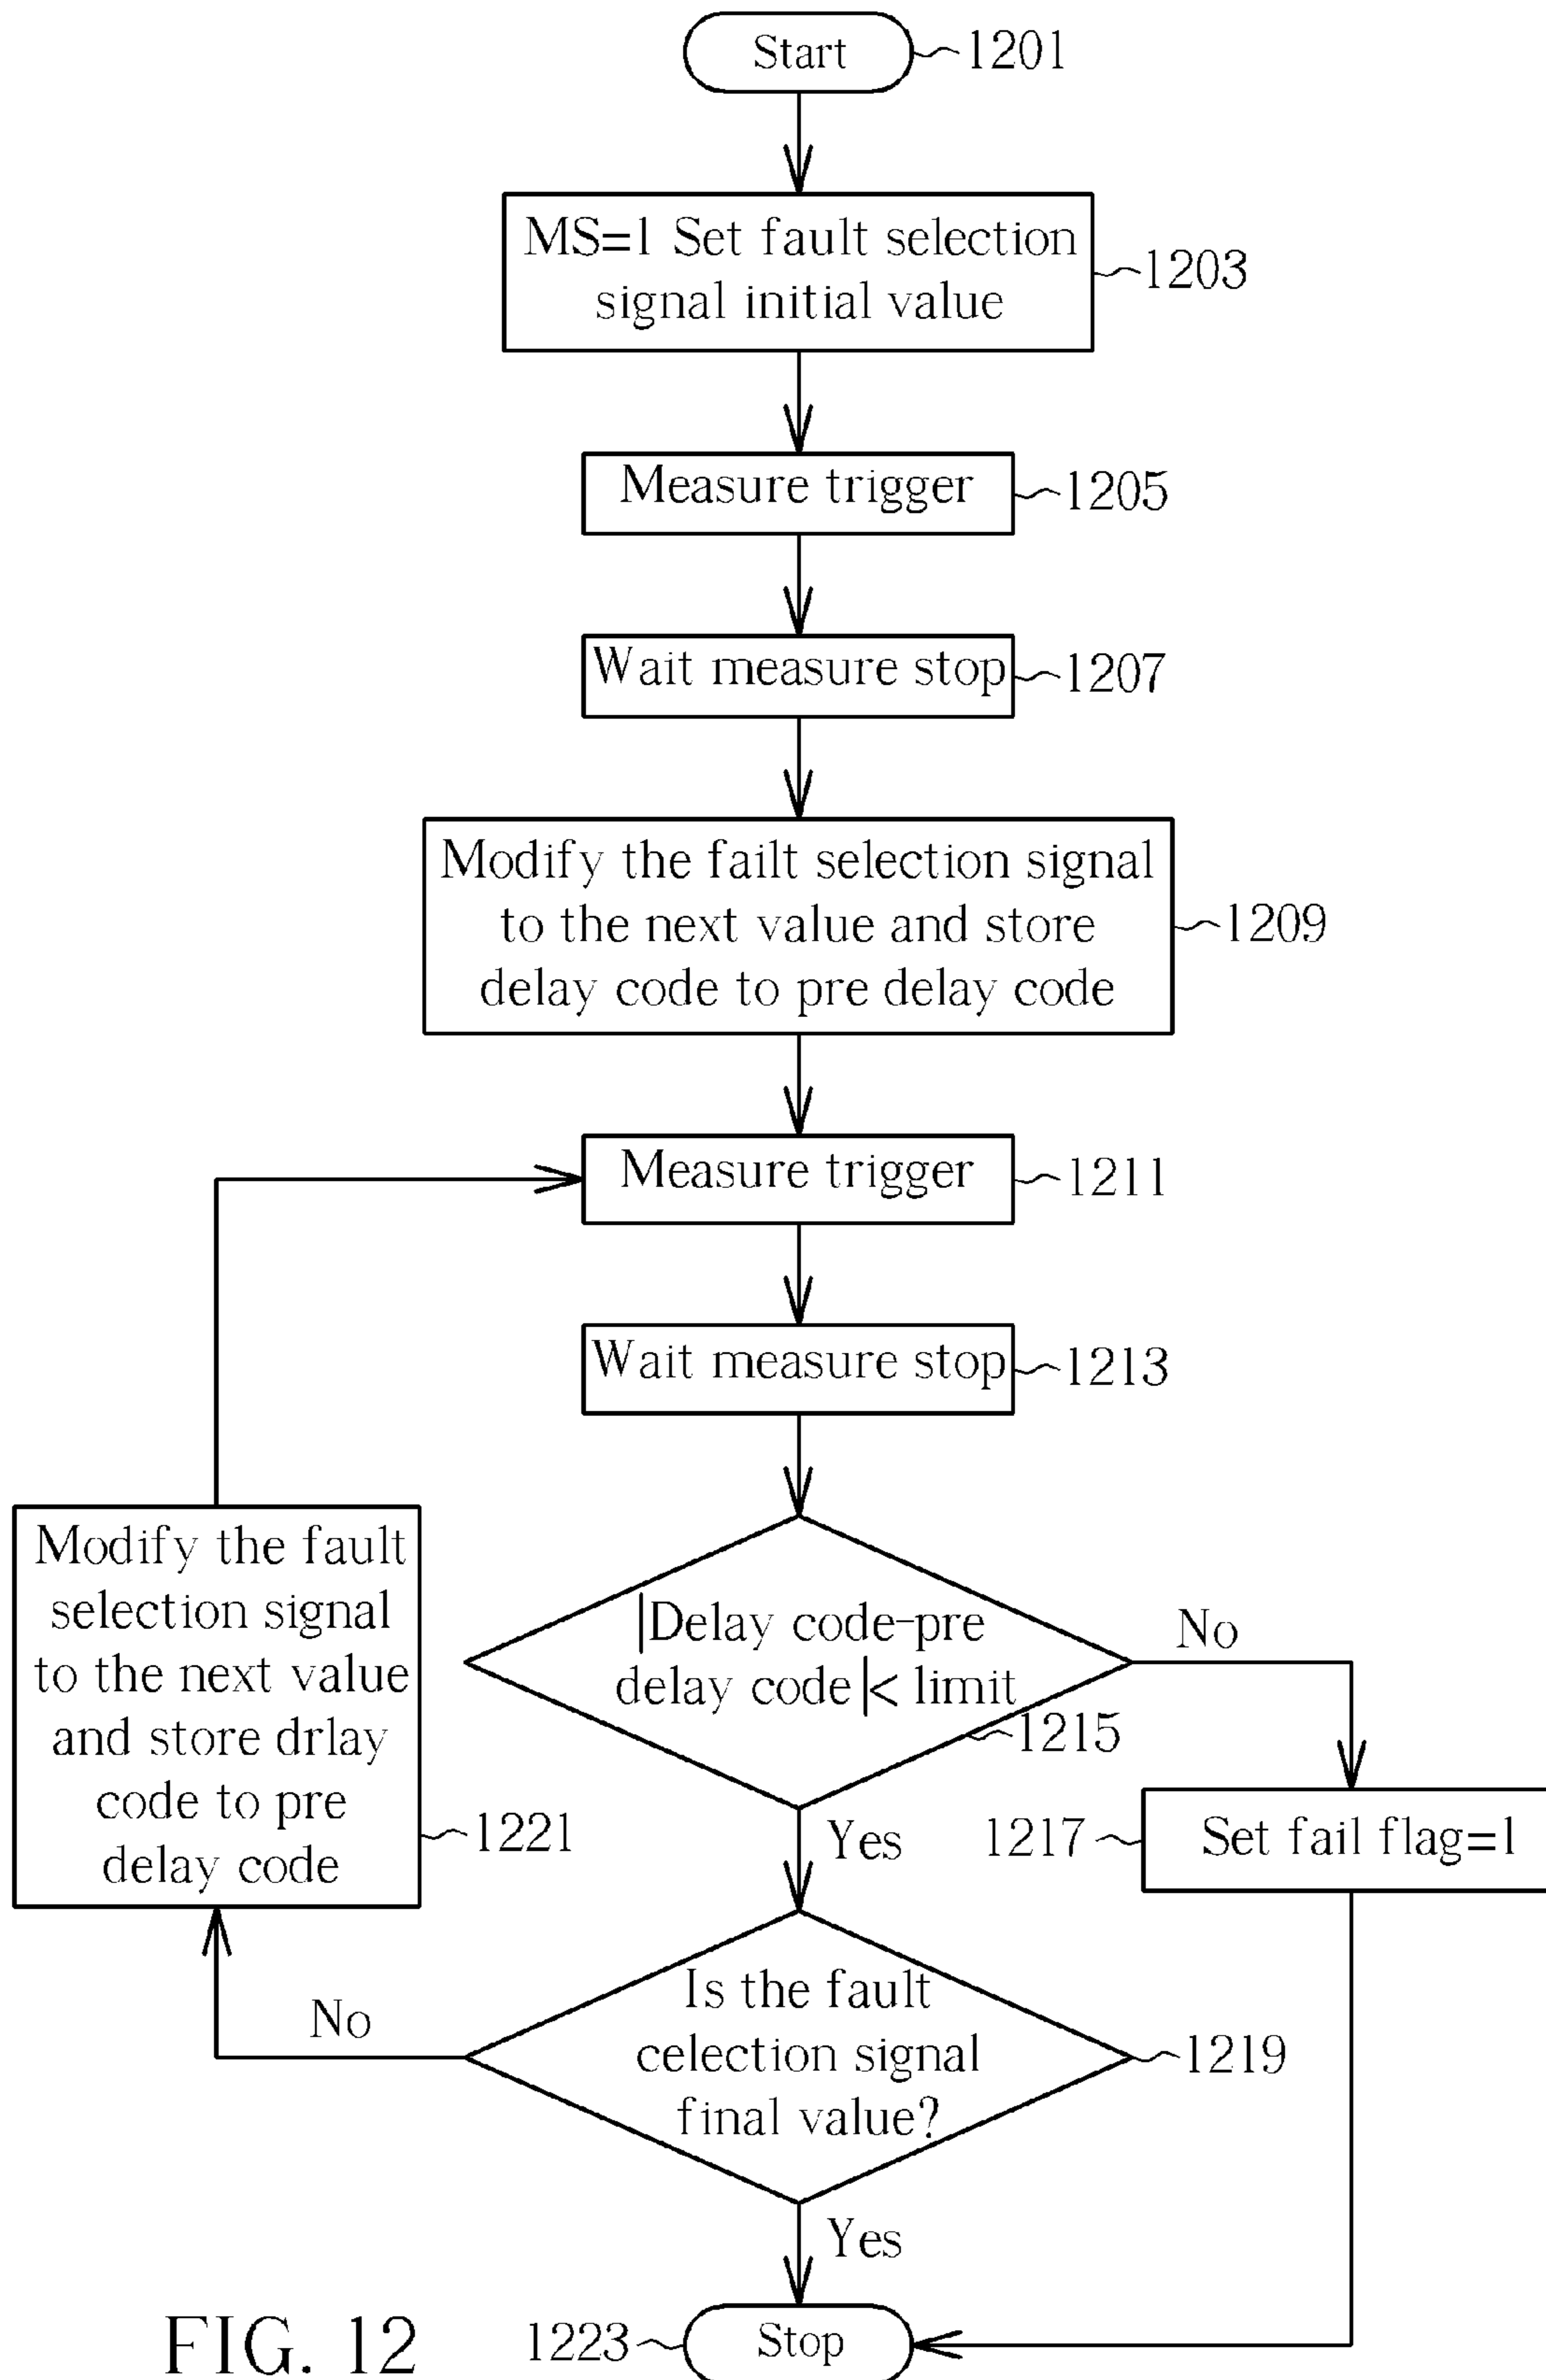 Start
1201
MS=1 Set fault selection
signal initial value
1203
Measure trigger
1205
Wait measure stop
1207
Modify the failt selection signal
to the next value and store
delay code to pre delay code
1209
Measure trigger
1211
Wait measure stop
1213
|Delay code-pre
delay code|< limit
1215
No
Yes
1217
Set fail flag=1
Modify the fault
selection signal
to the next value
and store drlay
code to pre
delay code
1221
Is the fault
celection signal
final value?
1219
No
Yes
1223
Stop
FIG. 12